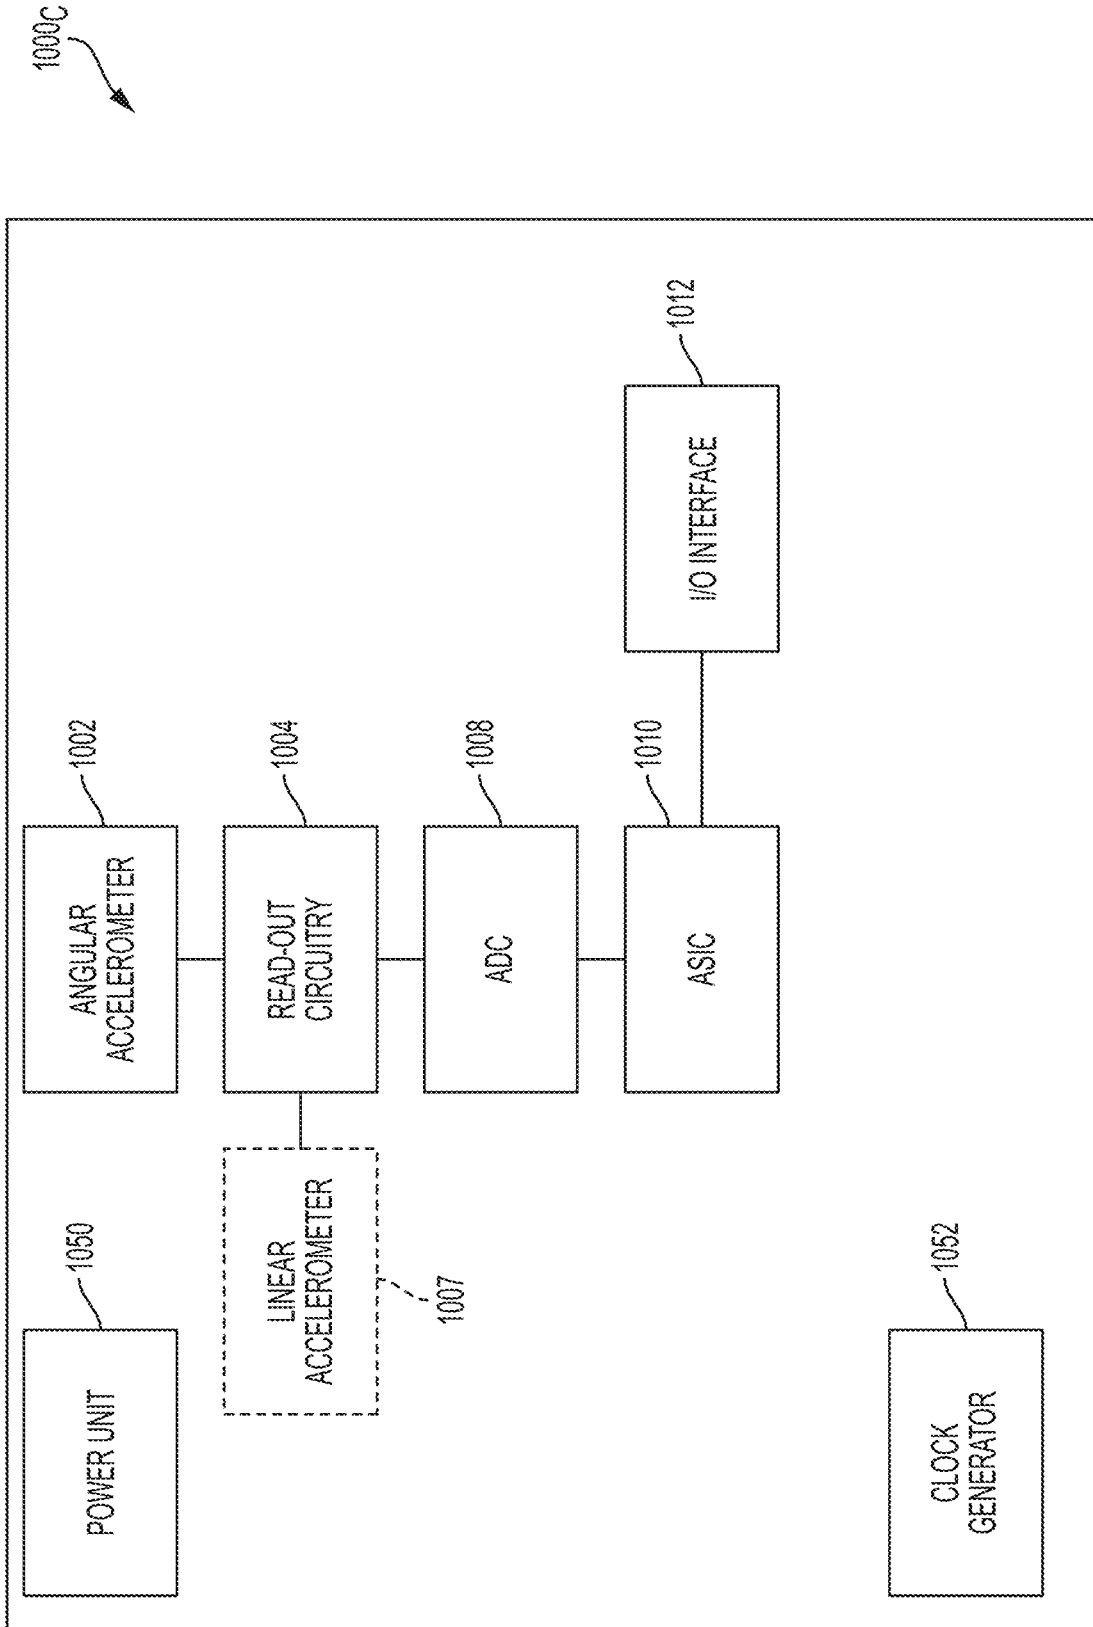 1000C
1050
POWER UNIT
1002
ANGULAR
ACCELEROMETER
1004
READ-OUT
CIRCUITRY
LINEAR
ACCELEROMETER
1007
1008
ADC
1010
ASIC
1012
I/O INTERFACE
1052
CLOCK
GENERATOR